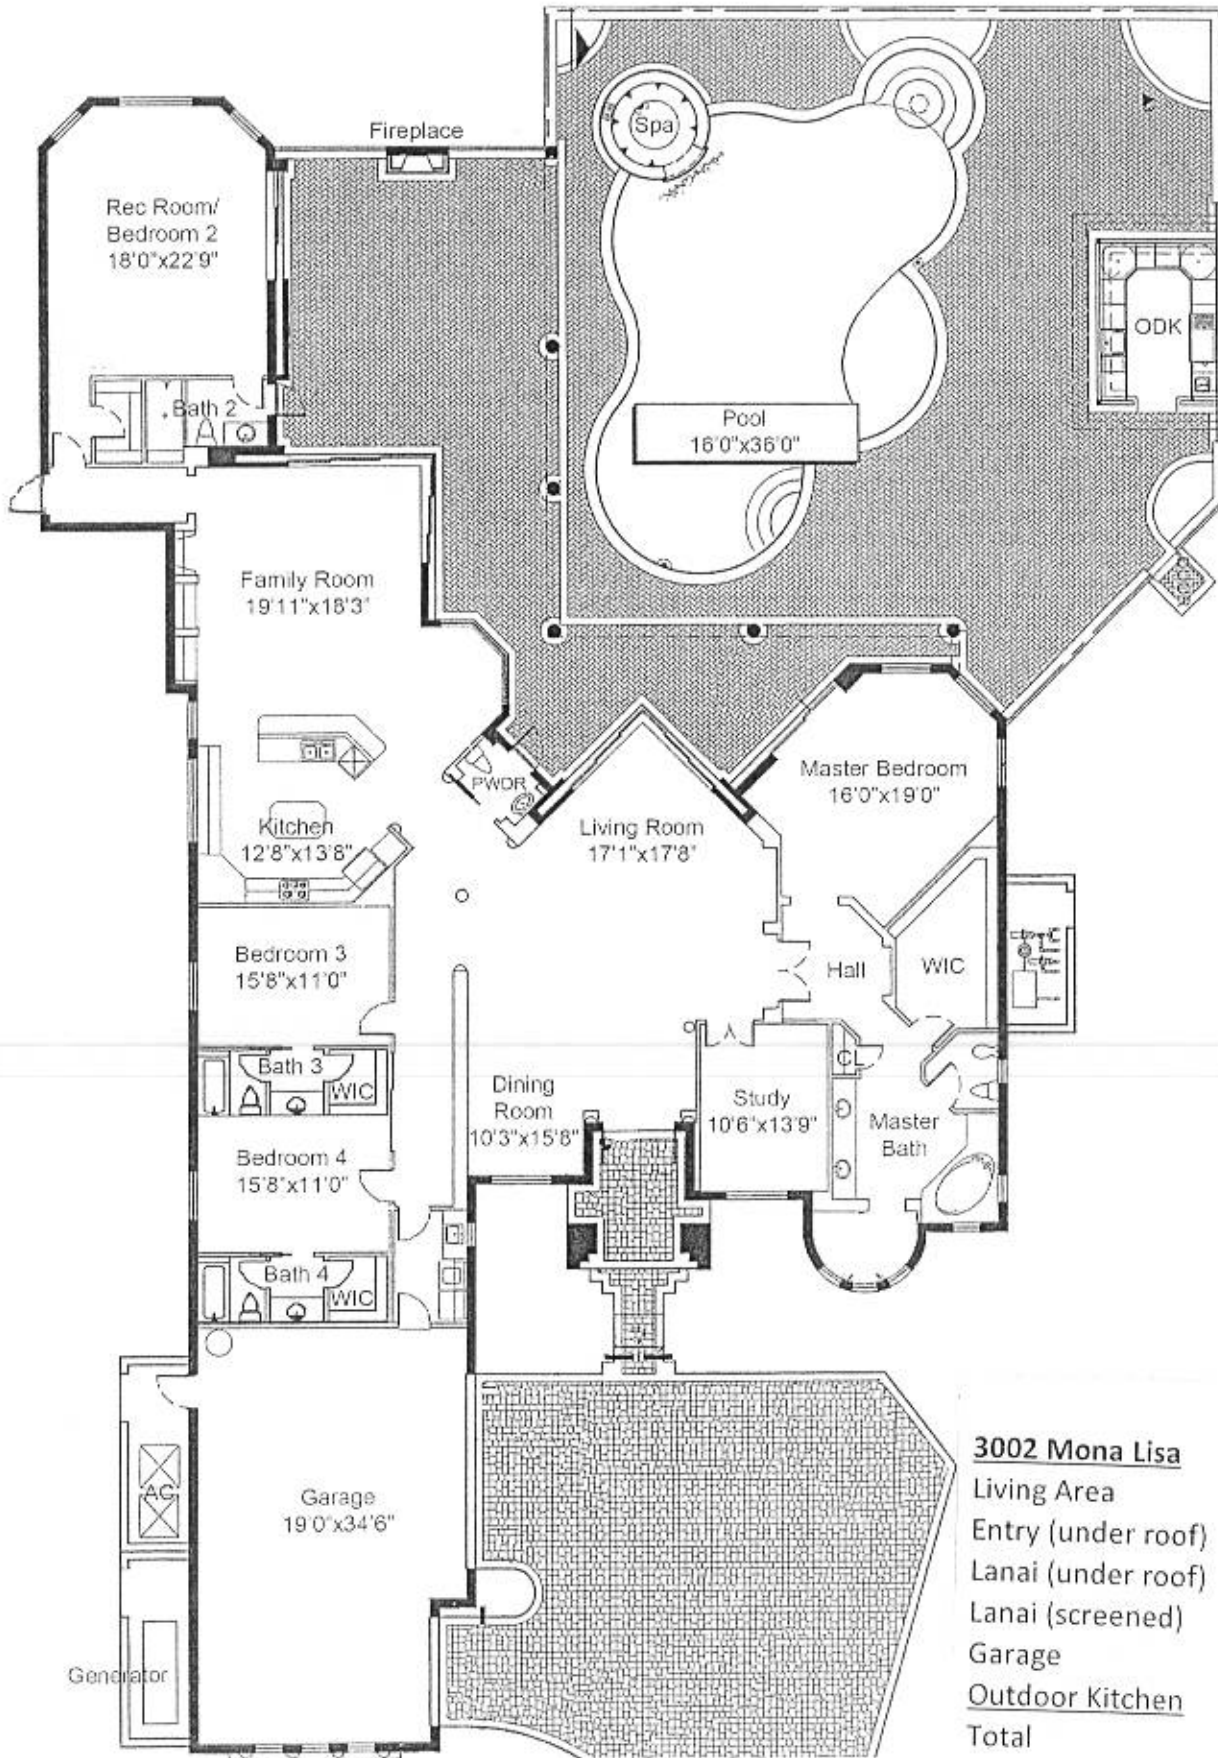 Fireplace
Spa
Rec Room/
Bedroom 2
18'0"x22'9"
ODK
Bath 2
Pool
16'0"x36'0"
Family Room
19'11"x18'3"
PWDR
Master Bedroom
16'0"x19'0"
Living Room
17'1"x17'8"
Kitchen
12'8"x13'8"
Bedroom 3
15'8"x11'0"
Hall
WIC
Bath 3
WIC
CL
Dining
Room
10'3"x15'8"
Study
10'6"x13'9"
Master
Bath
Bedroom 4
15'8"x11'0"
Bath 4
WIC
AC
Garage
19'0"x34'6"
Generator
3002 Mona Lisa
Living Area
Entry (under roof)
Lanai (under roof)
Lanai (screened)
Garage
Outdoor Kitchen
Total